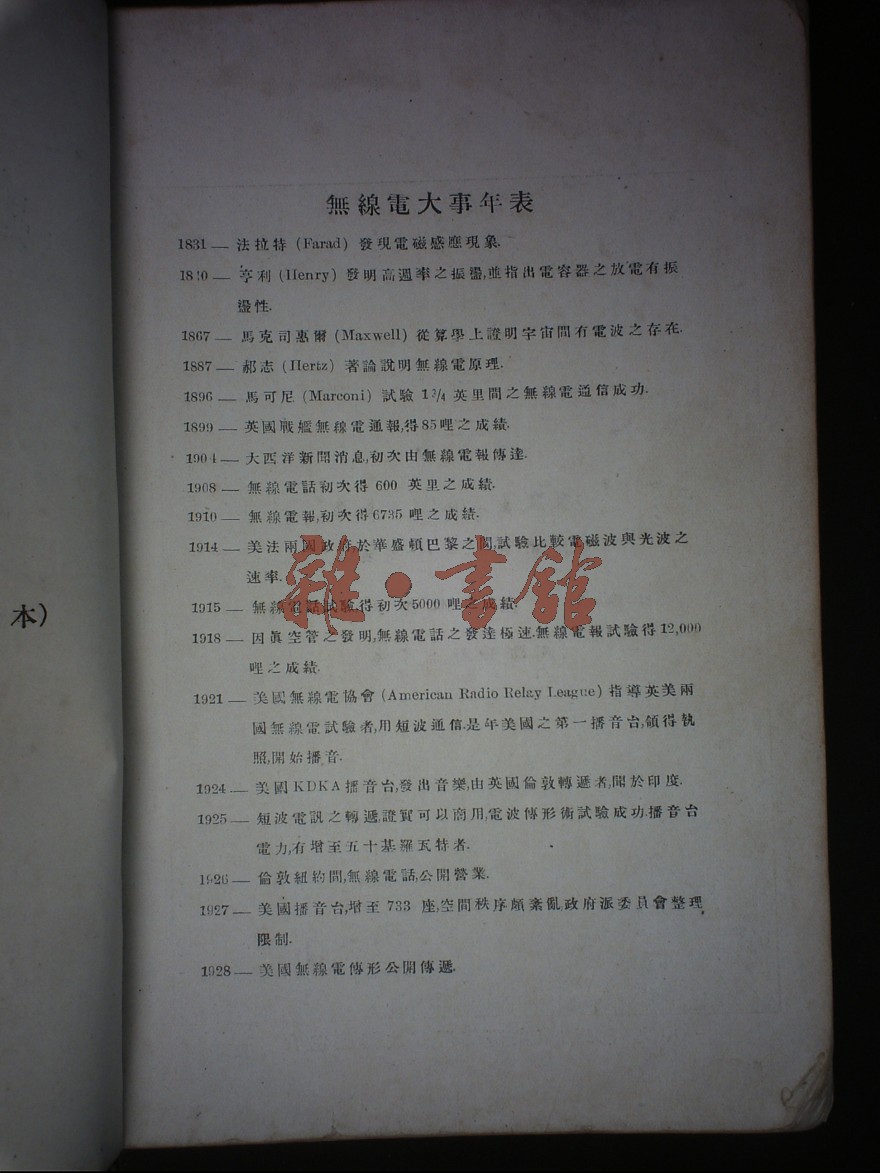 本）
無線電大事年表
1831 — 法拉特 (Farad) 發現電磁感應現象.
1840 — 亨利 (Henry) 發明高週率之振盪,並指出電容器之放電有振
盪性.
1867 — 馬克司惠爾 (Maxwell) 從算學上證明宇宙間有電波之存在.
1887 — 郝志 (Hertz) 著論說明無線電原理.
1896 — 馬可尼 (Marconi) 試驗 1¾ 英里間之無線電通信成功.
1899 — 英國戰艦無線電通報,得85哩之成績.
1904 — 大西洋新聞消息,初次由無線電報傳達.
1908 — 無線電話初次得 600 英里之成績.
1910 — 無線電報,初次得6735哩之成績.
1914 — 美法兩國政府於華盛頓巴黎之間,試驗比較電磁波與光波之
速率.
1915 — 無線電話試驗,得初次5000哩之成績.
1918 — 因眞空管之發明,無線電話之發達極速.無線電報試驗得12,000
哩之成績.
1921 — 美國無線電協會 (American Radio Relay League) 指導英美兩
國無線電試驗者,用短波通信.是年美國之第一播音台,領得執
照,開始播音.
1924 — 美國KDKA播音台,發出音樂,由英國倫敦轉遞者,聞於印度.
1925 — 短波電訊之轉遞,證實可以商用,電波傳形術試驗成功.播音台
電力,有增至五十基羅瓦特者.
1926 — 倫敦紐約間,無線電話,公開營業.
1927 — 美國播音台,增至 733 座,空間秩序頗紊亂,政府派委員會整理
限制.
1928 — 美國無線電傳形公開傳遞.
雜·書館